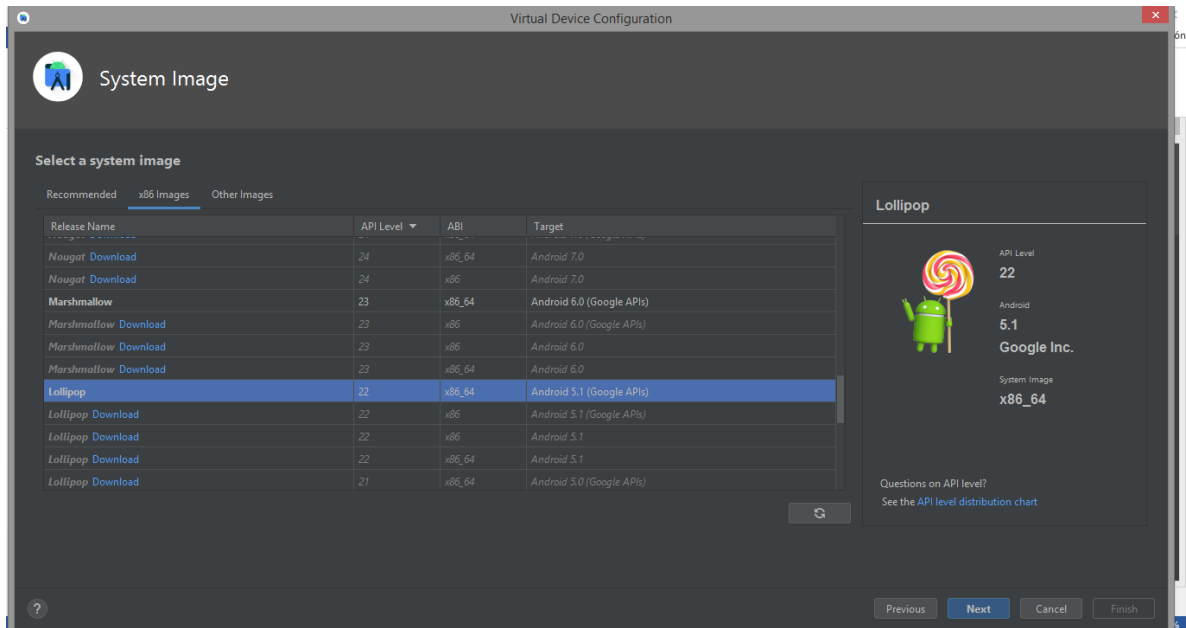 Virtual Device Configuration
ón
System Image
Select a system image
Recommended x86 Images Other Images
Release Name API Level ABI Target
Nougat Download 24 x86_64 Android 7.0
Nougat Download 24 x86 Android 7.0
Marshmallow 23 x86_64 Android 6.0 (Google APIs)
Marshmallow Download 23 x86 Android 6.0 (Google APIs)
Marshmallow Download 23 x86 Android 6.0
Marshmallow Download 23 x86_64 Android 6.0
Lollipop 22 x86_64 Android 5.1 (Google APIs)
Lollipop Download 22 x86 Android 5.1 (Google APIs)
Lollipop Download 22 x86 Android 5.1
Lollipop Download 22 x86_64 Android 5.1
Lollipop Download 21 x86_64 Android 5.0 (Google APIs)
Lollipop
API Level
22
Android
5.1
Google Inc.
System Image
x86_64
Questions on API level?
See the API level distribution chart
? Previous Next Cancel Finish